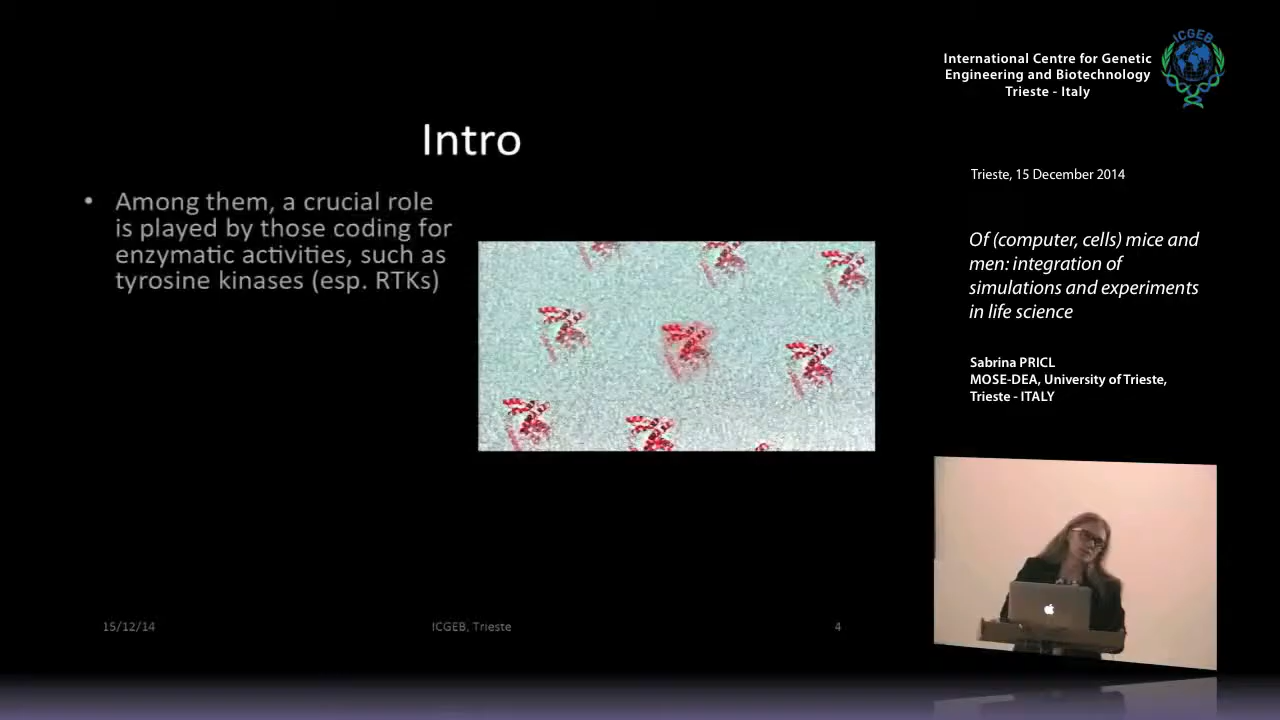 Intro
• Among them, a crucial role
is played by those coding for
enzymatic activities, such as
tyrosine kinases (esp. RTKs)
15/12/14
ICGEB, Trieste
4
International Centre for Genetic
Engineering and Biotechnology
Trieste - Italy
ICGEB
Trieste, 15 December 2014
Of (computer, cells) mice and
men: integration of
simulations and experiments
in life science
Sabrina PRICL
MOSE-DEA, University of Trieste,
Trieste - ITALY